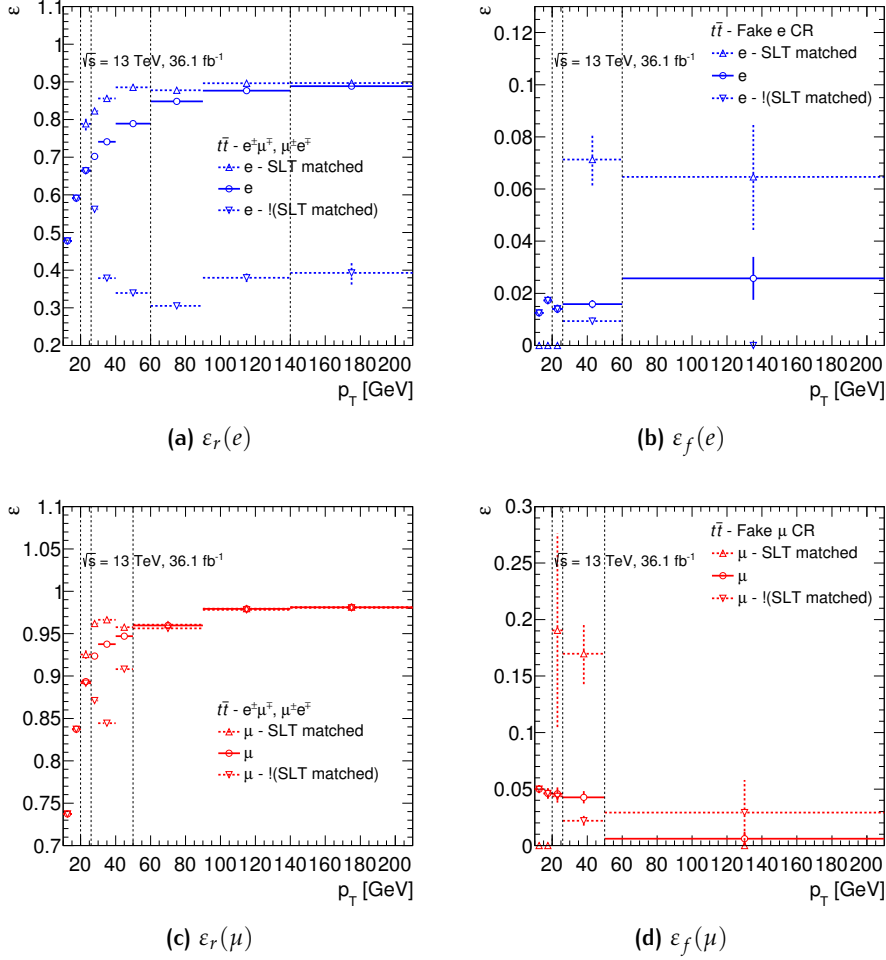 ε
1.1
1
0.9
0.8
0.7
0.6
0.5
0.4
0.3
0.2
√s = 13 TeV, 36.1 fb⁻¹
tt̄ - e±μ∓, μ±e∓
e - SLT matched
e
e - !(SLT matched)
20 40 60 80 100 120 140 160 180 200
p_T [GeV]
(a) ε_r(e)
ε
0.12
0.1
0.08
0.06
0.04
0.02
0
tt̄ - Fake e CR
√s = 13 TeV, 36.1 fb⁻¹
e - SLT matched
e
e - !(SLT matched)
20 40 60 80 100 120 140 160 180 200
p_T [GeV]
(b) ε_f(e)
ε
1.1
1.05
1
0.95
0.9
0.85
0.8
0.75
0.7
√s = 13 TeV, 36.1 fb⁻¹
tt̄ - e±μ∓, μ±e∓
μ - SLT matched
μ
μ - !(SLT matched)
20 40 60 80 100 120 140 160 180 200
p_T [GeV]
(c) ε_r(μ)
ε
0.3
0.25
0.2
0.15
0.1
0.05
0
tt̄ - Fake μ CR
√s = 13 TeV, 36.1 fb⁻¹
μ - SLT matched
μ
μ - !(SLT matched)
20 40 60 80 100 120 140 160 180 200
p_T [GeV]
(d) ε_f(μ)